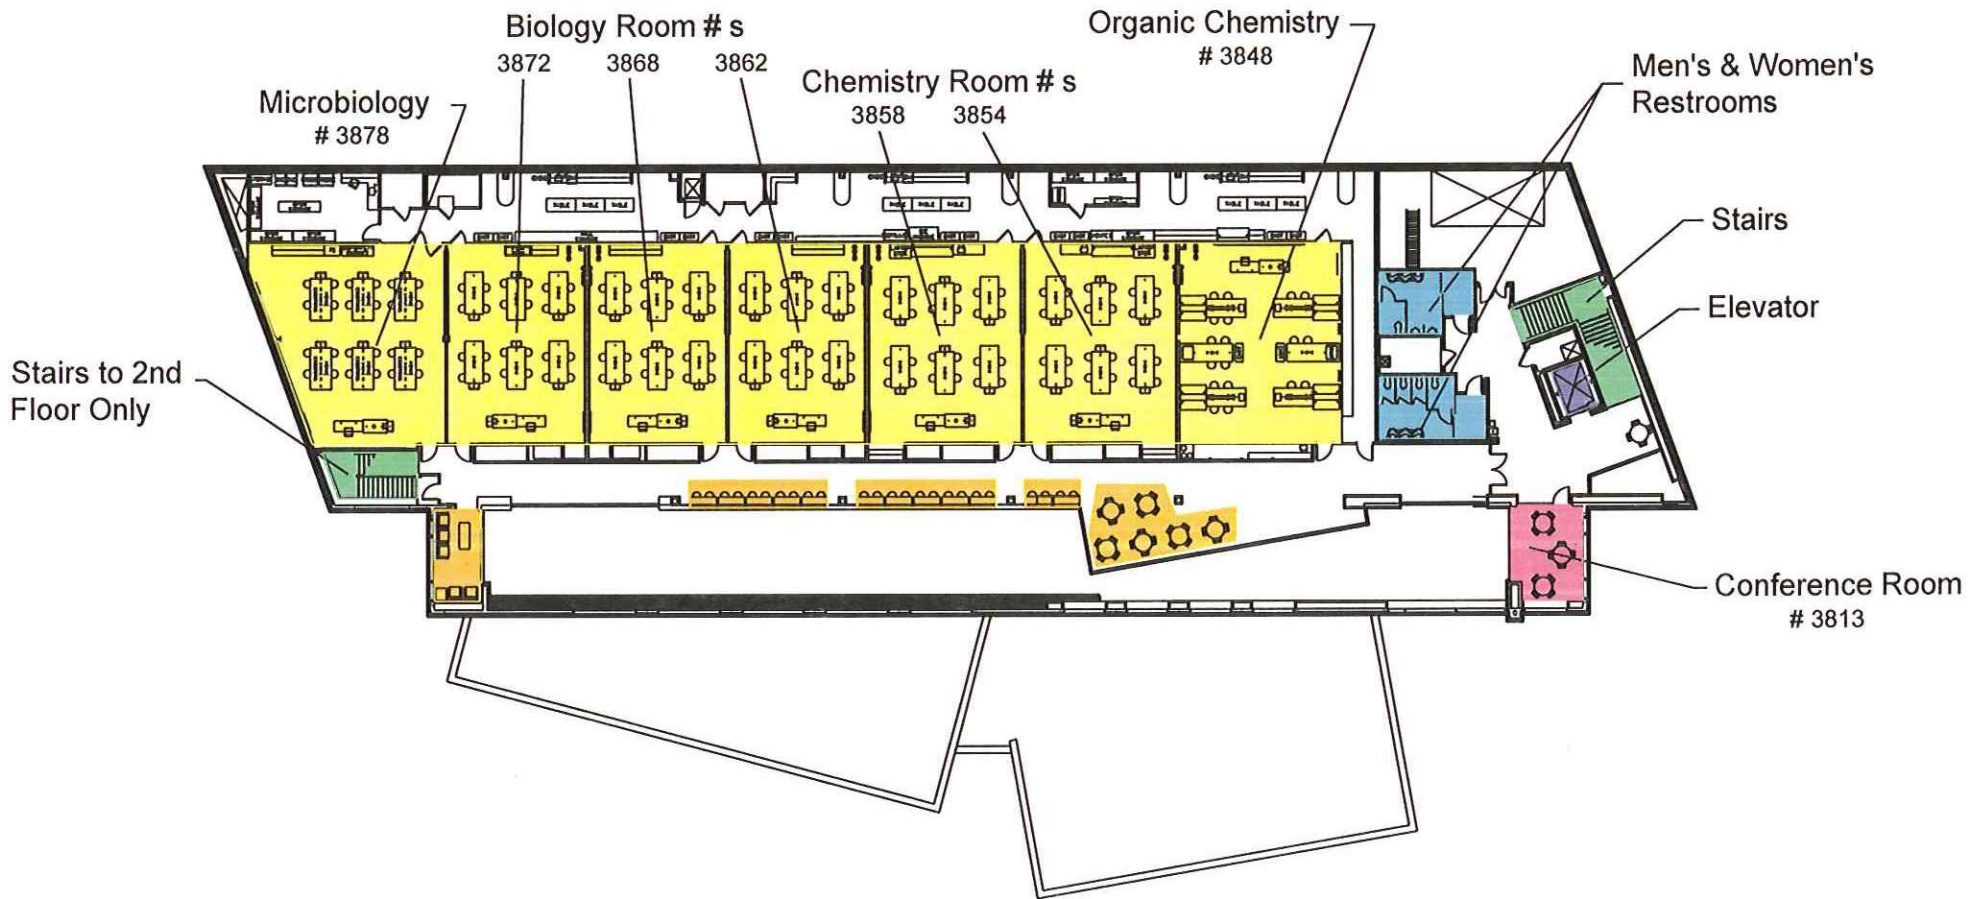 Biology Room # s
3872 3868 3862
Organic Chemistry
# 3848
Chemistry Room # s
3858 3854
Men's & Women's
Restrooms
Microbiology
# 3878
Stairs
Elevator
Stairs to 2nd
Floor Only
Conference Room
# 3813